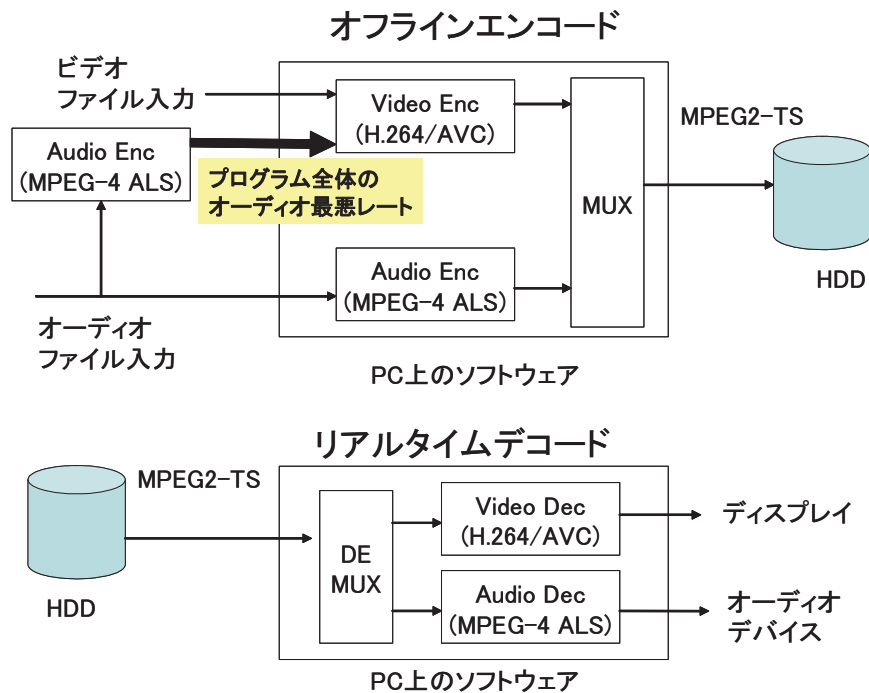 オフラインエンコード
ビデオ
ファイル入力
Audio Enc
(MPEG-4 ALS)
プログラム全体の
オーディオ最悪レート
Video Enc
(H.264/AVC)
MUX
MPEG2-TS
HDD
Audio Enc
(MPEG-4 ALS)
オーディオ
ファイル入力
PC上のソフトウェア
リアルタイムデコード
MPEG2-TS
HDD
DE
MUX
Video Dec
(H.264/AVC)
ディスプレイ
Audio Dec
(MPEG-4 ALS)
オーディオ
デバイス
PC上のソフトウェア